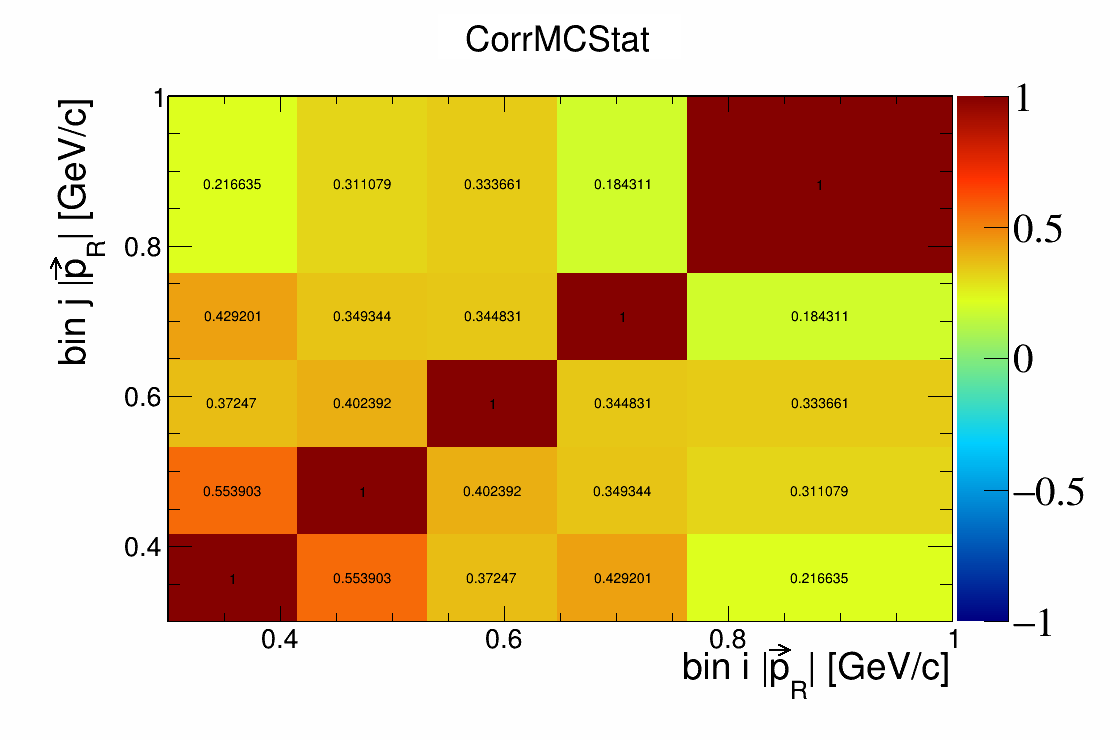 CorrMCStat
bin j |p⃗_R| [GeV/c]
1
0.8
0.6
0.4
0.216635 0.311079 0.333661 0.184311 1
0.429201 0.349344 0.344831 1 0.184311
0.37247 0.402392 1 0.344831 0.333661
0.553903 1 0.402392 0.349344 0.311079
1 0.553903 0.37247 0.429201 0.216635
0.4 0.6 0.8 1
bin i |p⃗_R| [GeV/c]
1
0.5
0
−0.5
−1